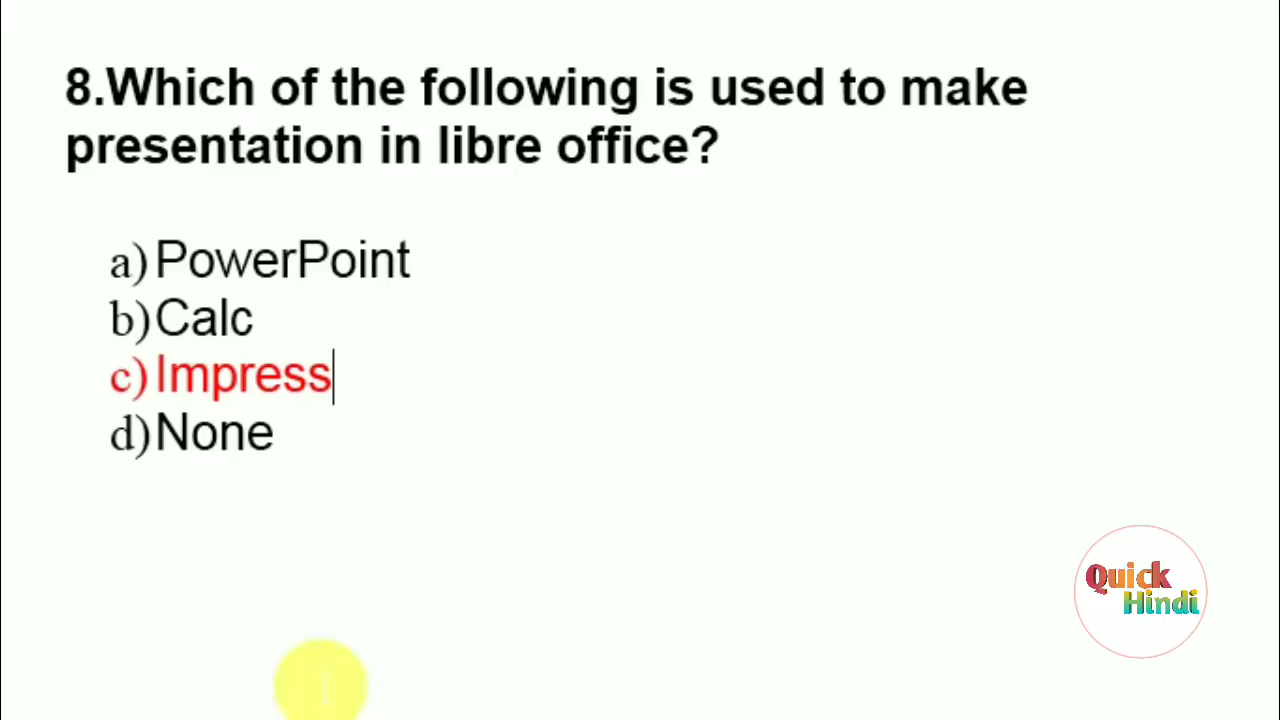 8.Which of the following is used to make
presentation in libre office?
a)PowerPoint
b)Calc
c)Impress
d)None
Quick
Hindi